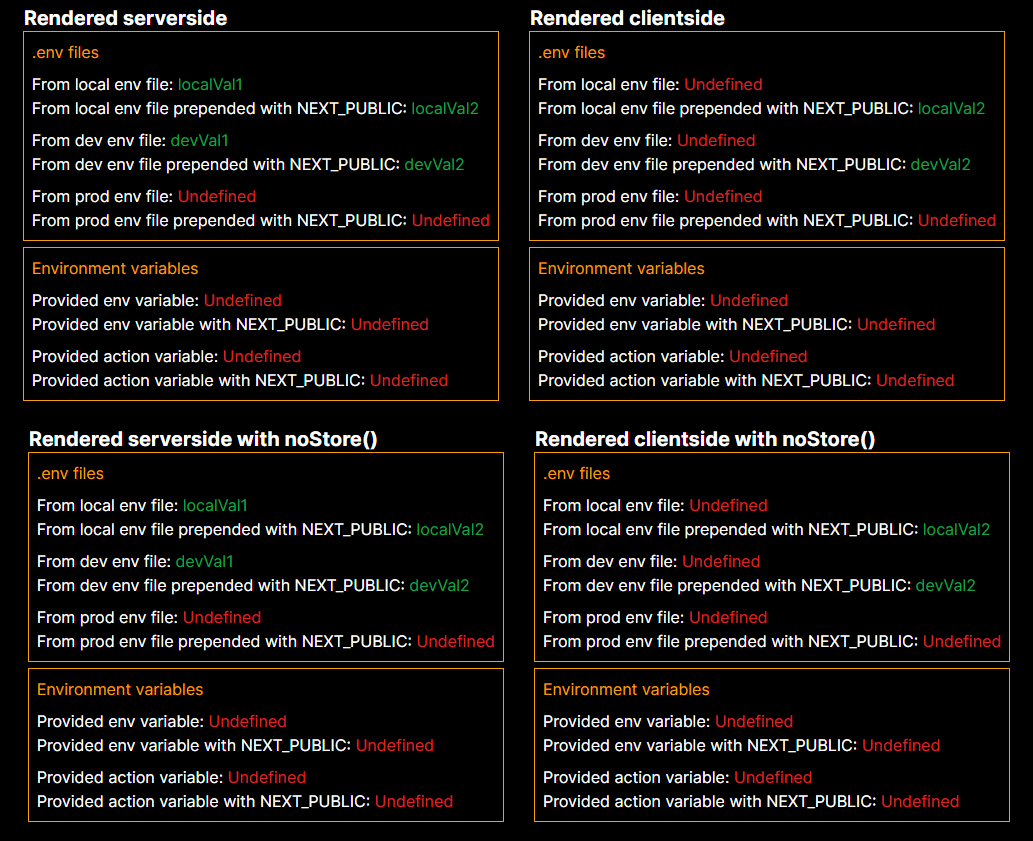 Rendered serverside
.env files
From local env file: localVal1
From local env file prepended with NEXT_PUBLIC: localVal2
From dev env file: devVal1
From dev env file prepended with NEXT_PUBLIC: devVal2
From prod env file: Undefined
From prod env file prepended with NEXT_PUBLIC: Undefined
Environment variables
Provided env variable: Undefined
Provided env variable with NEXT_PUBLIC: Undefined
Provided action variable: Undefined
Provided action variable with NEXT_PUBLIC: Undefined
Rendered clientside
.env files
From local env file: Undefined
From local env file prepended with NEXT_PUBLIC: localVal2
From dev env file: Undefined
From dev env file prepended with NEXT_PUBLIC: devVal2
From prod env file: Undefined
From prod env file prepended with NEXT_PUBLIC: Undefined
Environment variables
Provided env variable: Undefined
Provided env variable with NEXT_PUBLIC: Undefined
Provided action variable: Undefined
Provided action variable with NEXT_PUBLIC: Undefined
Rendered serverside with noStore()
.env files
From local env file: localVal1
From local env file prepended with NEXT_PUBLIC: localVal2
From dev env file: devVal1
From dev env file prepended with NEXT_PUBLIC: devVal2
From prod env file: Undefined
From prod env file prepended with NEXT_PUBLIC: Undefined
Environment variables
Provided env variable: Undefined
Provided env variable with NEXT_PUBLIC: Undefined
Provided action variable: Undefined
Provided action variable with NEXT_PUBLIC: Undefined
Rendered clientside with noStore()
.env files
From local env file: Undefined
From local env file prepended with NEXT_PUBLIC: localVal2
From dev env file: Undefined
From dev env file prepended with NEXT_PUBLIC: devVal2
From prod env file: Undefined
From prod env file prepended with NEXT_PUBLIC: Undefined
Environment variables
Provided env variable: Undefined
Provided env variable with NEXT_PUBLIC: Undefined
Provided action variable: Undefined
Provided action variable with NEXT_PUBLIC: Undefined